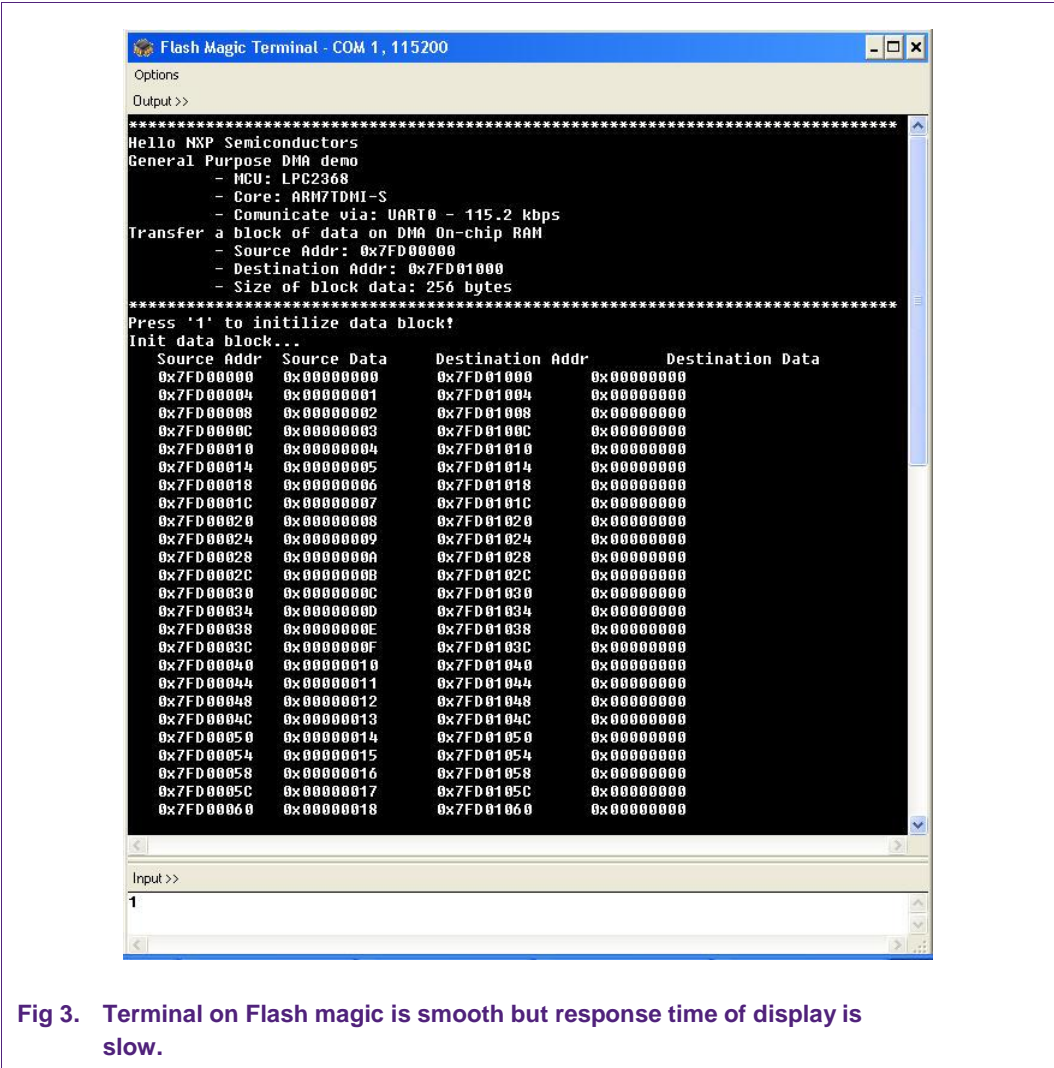 Flash Magic Terminal - COM 1, 115200
Options
Output >>
********************************************************************************
Hello NXP Semiconductors
General Purpose DMA demo
- MCU: LPC2368
- Core: ARM7TDMI-S
- Comunicate via: UART0 - 115.2 kbps
Transfer a block of data on DMA On-chip RAM
- Source Addr: 0x7FD00000
- Destination Addr: 0x7FD01000
- Size of block data: 256 bytes
********************************************************************************
Press '1' to initilize data block!
Init data block...
Source Addr Source Data Destination Addr Destination Data
0x7FD00000 0x00000000 0x7FD01000 0x00000000
0x7FD00004 0x00000001 0x7FD01004 0x00000000
0x7FD00008 0x00000002 0x7FD01008 0x00000000
0x7FD0000C 0x00000003 0x7FD0100C 0x00000000
0x7FD00010 0x00000004 0x7FD01010 0x00000000
0x7FD00014 0x00000005 0x7FD01014 0x00000000
0x7FD00018 0x00000006 0x7FD01018 0x00000000
0x7FD0001C 0x00000007 0x7FD0101C 0x00000000
0x7FD00020 0x00000008 0x7FD01020 0x00000000
0x7FD00024 0x00000009 0x7FD01024 0x00000000
0x7FD00028 0x0000000A 0x7FD01028 0x00000000
0x7FD0002C 0x0000000B 0x7FD0102C 0x00000000
0x7FD00030 0x0000000C 0x7FD01030 0x00000000
0x7FD00034 0x0000000D 0x7FD01034 0x00000000
0x7FD00038 0x0000000E 0x7FD01038 0x00000000
0x7FD0003C 0x0000000F 0x7FD0103C 0x00000000
0x7FD00040 0x00000010 0x7FD01040 0x00000000
0x7FD00044 0x00000011 0x7FD01044 0x00000000
0x7FD00048 0x00000012 0x7FD01048 0x00000000
0x7FD0004C 0x00000013 0x7FD0104C 0x00000000
0x7FD00050 0x00000014 0x7FD01050 0x00000000
0x7FD00054 0x00000015 0x7FD01054 0x00000000
0x7FD00058 0x00000016 0x7FD01058 0x00000000
0x7FD0005C 0x00000017 0x7FD0105C 0x00000000
0x7FD00060 0x00000018 0x7FD01060 0x00000000
Input >>
1
Fig 3. Terminal on Flash magic is smooth but response time of display is
slow.